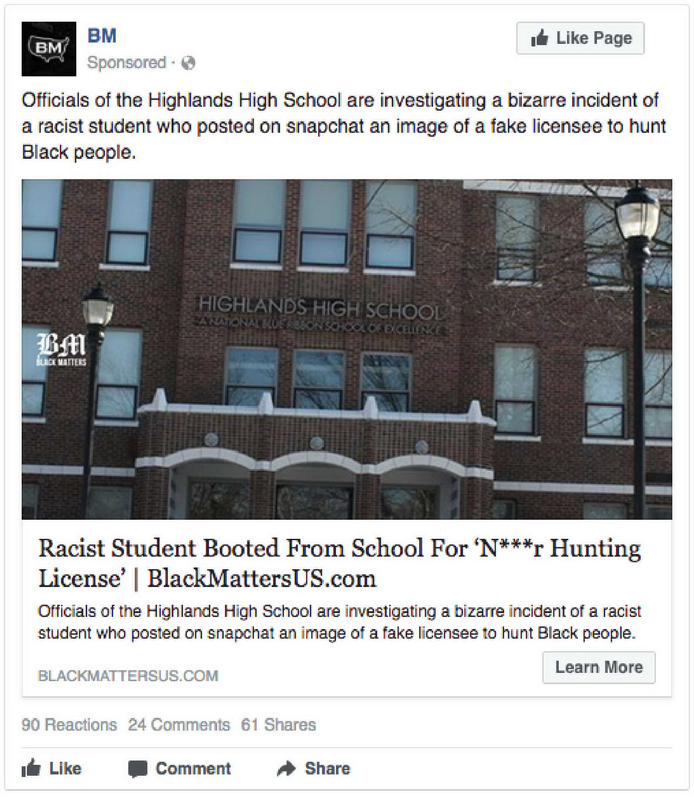 BM
BM
Like Page
Sponsored ·
Officials of the Highlands High School are investigating a bizarre incident of
a racist student who posted on snapchat an image of a fake licensee to hunt
Black people.
HIGHLANDS HIGH SCHOOL
A NATIONAL BLUE RIBBON SCHOOL OF EXCELLENCE
BM
BLACK MATTERS
Racist Student Booted From School For ‘N***r Hunting
License’ | BlackMattersUS.com
Officials of the Highlands High School are investigating a bizarre incident of a racist
student who posted on snapchat an image of a fake licensee to hunt Black people.
BLACKMATTERSUS.COM
Learn More
90 Reactions 24 Comments 61 Shares
Like Comment Share